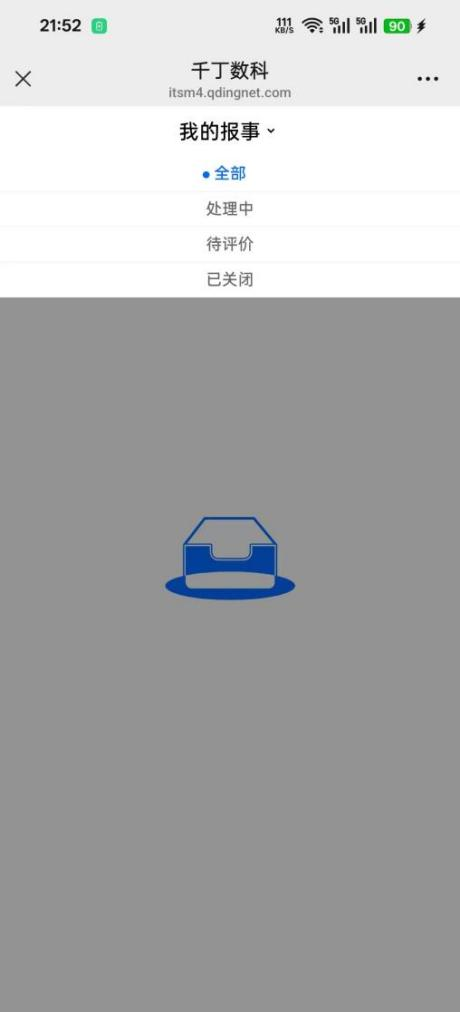 21:52
111
KB/S
5G
5G
90
千丁数科
itsm4.qdingnet.com
我的报事
全部
处理中
待评价
已关闭